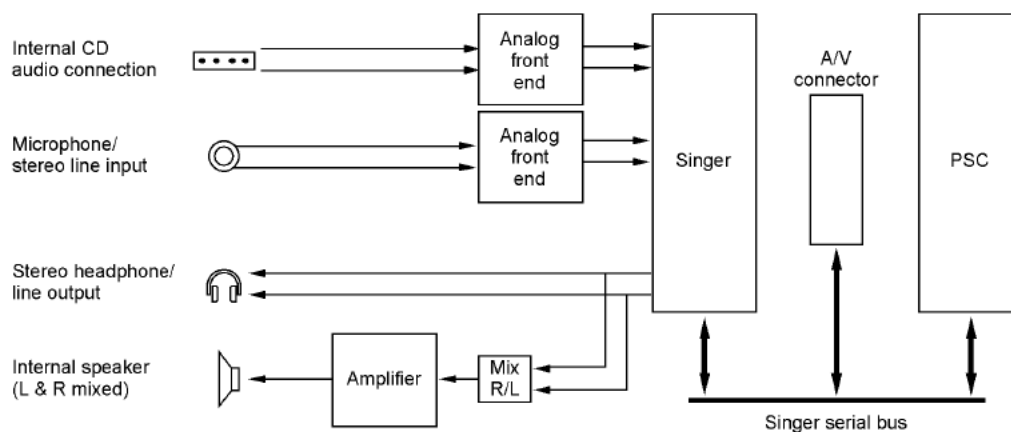 Internal CD
audio connection
Analog
front
end
Microphone/
stereo line input
Analog
front
end
Singer
A/V
connector
PSC
Stereo headphone/
line output
Internal speaker
(L & R mixed)
Amplifier
Mix
R/L
Singer serial bus